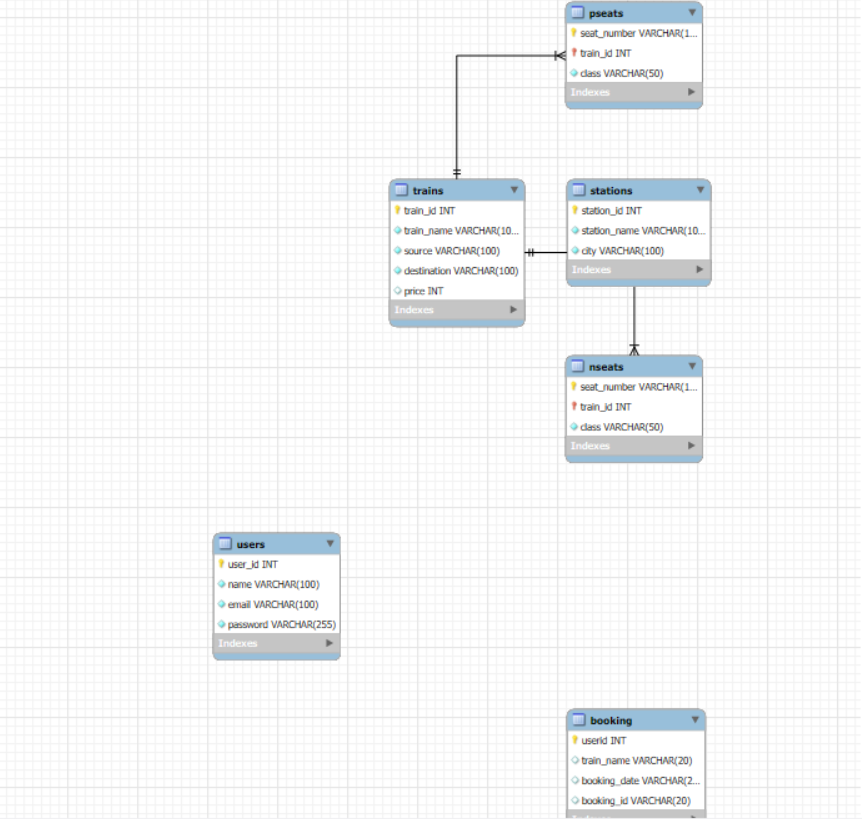 pseats
seat_number VARCHAR(1...
train_id INT
class VARCHAR(50)
Indexes
trains
train_id INT
train_name VARCHAR(10...
source VARCHAR(100)
destination VARCHAR(100)
price INT
Indexes
stations
station_id INT
station_name VARCHAR(10...
city VARCHAR(100)
Indexes
nseats
seat_number VARCHAR(1...
train_id INT
class VARCHAR(50)
Indexes
users
user_id INT
name VARCHAR(100)
email VARCHAR(100)
password VARCHAR(255)
Indexes
booking
userid INT
train_name VARCHAR(20)
booking_date VARCHAR(2...
booking_id VARCHAR(20)